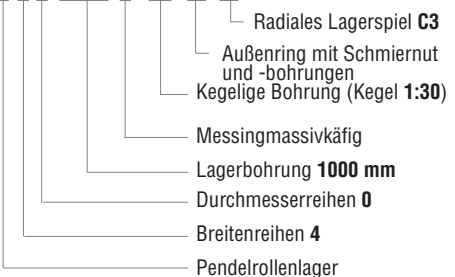 Radiales Lagerspiel C3
Außenring mit Schmiernut
und -bohrungen
Kegelige Bohrung (Kegel 1:30)
Messingmassivkäfig
Lagerbohrung 1000 mm
Durchmesserreihen 0
Breitenreihen 4
Pendelrollenlager